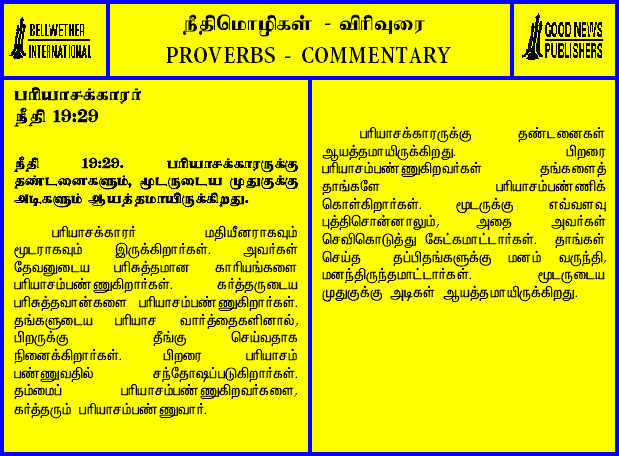 BELLWETHER
INTERNATIONAL
நீதிமொழிகள் - விரிவுரை
PROVERBS - COMMENTARY
GOOD NEWS
PUBLISHERS
பரியாசக்காரர்
நீதி 19:29
நீதி 19:29. பரியாசக்காரருக்கு
தண்டனைகளும், மூடருடைய முதுகுக்கு
அடிகளும் ஆயத்தமாயிருக்கிறது.
பரியாசக்காரர் மதியீனராகவும்
மூடராகவும் இருக்கிறார்கள். அவர்கள்
தேவனுடைய பரிசுத்தமான காரியங்களை
பரியாசம்பண்ணுகிறார்கள். கர்த்தருடைய
பரிசுத்தவான்களை பரியாசம்பண்ணுகிறார்கள்.
தங்களுடைய பரியாச வார்த்தைகளினால்,
பிறருக்கு தீங்கு செய்வதாக
நினைக்கிறார்கள். பிறரை பரியாசம்
பண்ணுவதில் சந்தோஷப்படுகிறார்கள்.
தம்மைப் பரியாசம்பண்ணுகிறவர்களை,
கர்த்தரும் பரியாசம்பண்ணுவார்.
பரியாசக்காரருக்கு தண்டனைகள்
ஆயத்தமாயிருக்கிறது. பிறரை
பரியாசம்பண்ணுகிறவர்கள் தங்களைத்
தாங்களே பரியாசம்பண்ணிக்
கொள்கிறார்கள். மூடருக்கு எவ்வளவு
புத்திசொன்னாலும், அதை அவர்கள்
செவிகொடுத்து கேட்கமாட்டார்கள். தாங்கள்
செய்த தப்பிதங்களுக்கு மனம் வருந்தி,
மனந்திருந்தமாட்டார்கள். மூடருடைய
முதுகுக்கு அடிகள் ஆயத்தமாயிருக்கிறது.